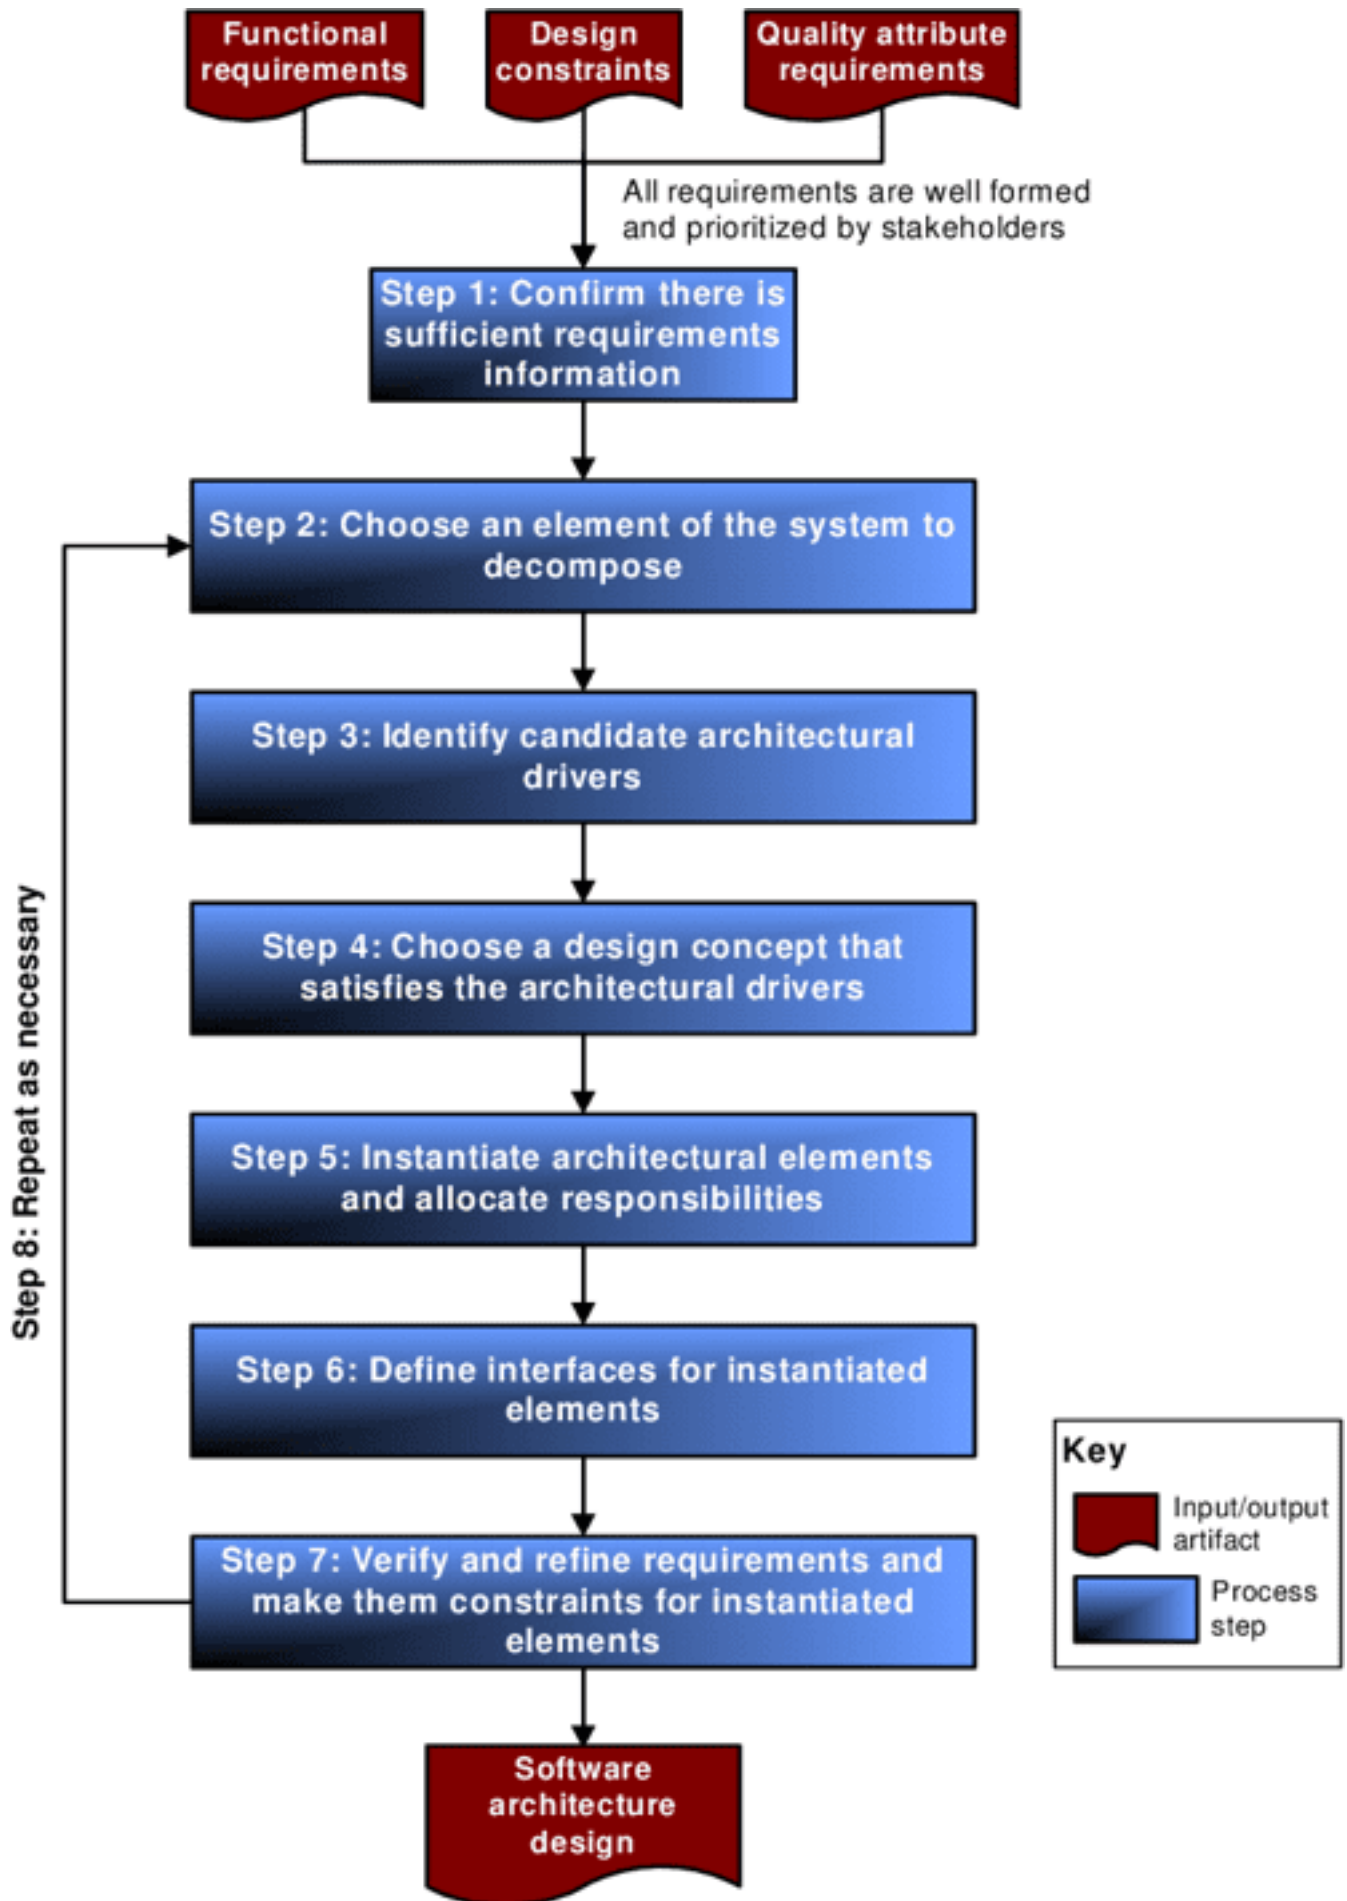 Functional
requirements
Design
constraints
Quality attribute
requirements
All requirements are well formed
and prioritized by stakeholders
Step 1: Confirm there is
sufficient requirements
information
Step 2: Choose an element of the system to
decompose
Step 3: Identify candidate architectural
drivers
Step 4: Choose a design concept that
satisfies the architectural drivers
Step 5: Instantiate architectural elements
and allocate responsibilities
Step 6: Define interfaces for instantiated
elements
Step 7: Verify and refine requirements and
make them constraints for instantiated
elements
Step 8: Repeat as necessary
Software
architecture
design
Key
Input/output
artifact
Process
step